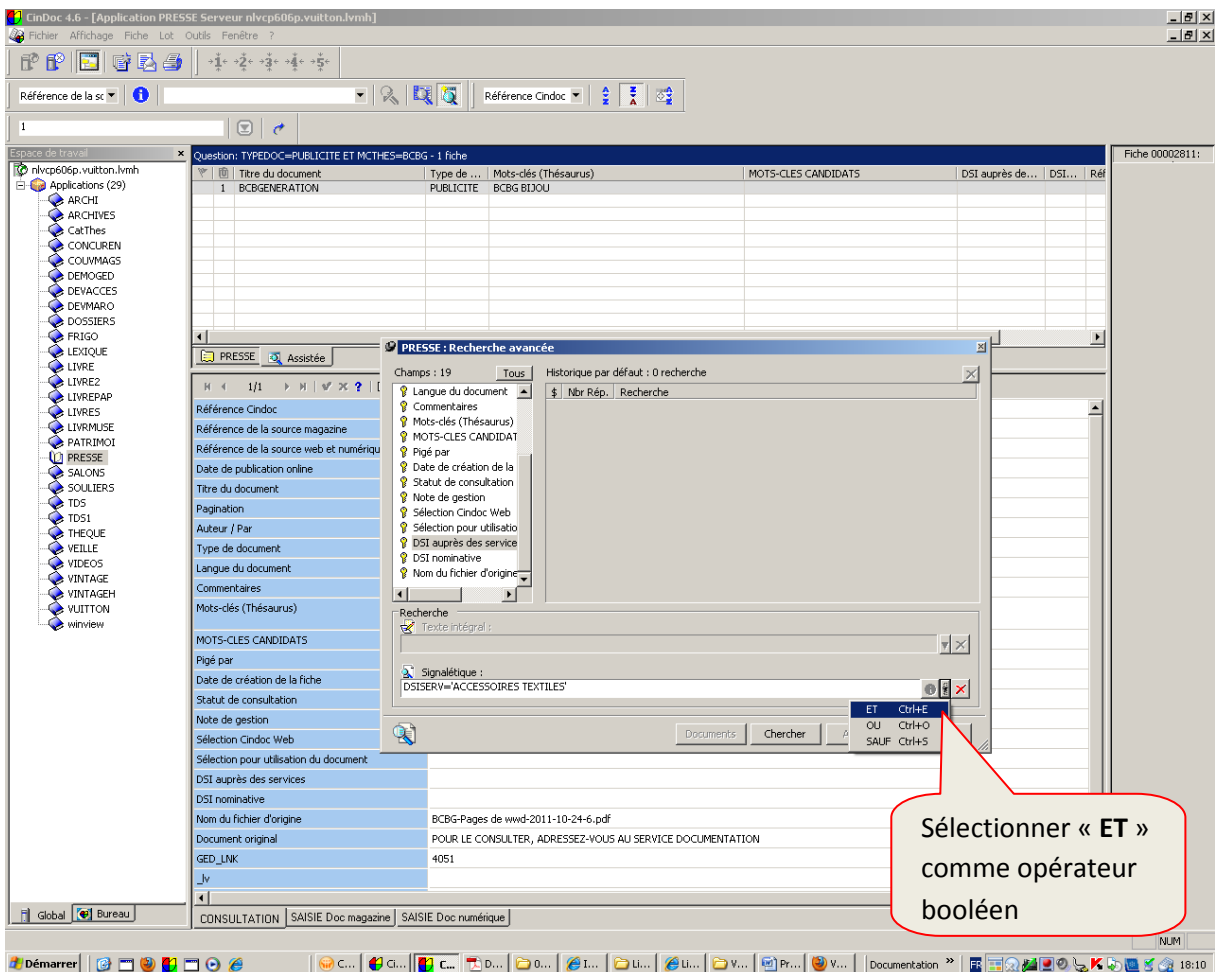 CinDoc 4.6 - [Application PRESSE Serveur nlvcp606p.vuitton.lvmh]
Fichier Affichage Fiche Lot Outils Fenêtre ?
1 2 3 4 5
Référence de la sc
Référence Cindoc
1
Espace de travail
nlvcp606p.vuitton.lvmh
Applications (29)
ARCHI
ARCHIVES
CatThes
CONCUREN
COUVMAGS
DEMOGED
DEVACCES
DEVMARO
DOSSIERS
FRIGO
LEXIQUE
LIVRE
LIVRE2
LIVREPAP
LIVRES
LIVRMUSE
PATRIMOI
PRESSE
SALONS
SOULIERS
TDS
TDS1
THEQUE
VEILLE
VIDEOS
VINTAGE
VINTAGEH
VUITTON
winview
Global Bureau
Question: TYPEDOC=PUBLICITE ET MCTHES=BCBG - 1 fiche
Titre du document Type de ... Mots-clés (Thésaurus) MOTS-CLES CANDIDATS DSI auprès de... DSI... Réf
1 BCBGENERATION PUBLICITE BCBG BIJOU
Fiche 00002811:
PRESSE Assistée
1/1
Référence Cindoc
Référence de la source magazine
Référence de la source web et numériqu
Date de publication online
Titre du document
Pagination
Auteur / Par
Type de document
Langue du document
Commentaires
Mots-clés (Thésaurus)
MOTS-CLES CANDIDATS
Pigé par
Date de création de la fiche
Statut de consultation
Note de gestion
Sélection Cindoc Web
Sélection pour utilisation du document
DSI auprès des services
DSI nominative
Nom du fichier d'origine BCBG-Pages de wwd-2011-10-24-6.pdf
Document original POUR LE CONSULTER, ADRESSEZ-VOUS AU SERVICE DOCUMENTATION
GED_LNK 4051
_lv
CONSULTATION SAISIE Doc magazine SAISIE Doc numérique
PRESSE : Recherche avancée
Champs : 19 Tous
Historique par défaut : 0 recherche
$ Nbr Rép. Recherche
Langue du document
Commentaires
Mots-clés (Thésaurus)
MOTS-CLES CANDIDAT
Pigé par
Date de création de la
Statut de consultation
Note de gestion
Sélection Cindoc Web
Sélection pour utilisatio
DSI auprès des service
DSI nominative
Nom du fichier d'origine
Recherche
Texte intégral :
Signalétique :
DSISERV='ACCESSOIRES TEXTILES'
Documents Chercher A
ET Ctrl+E
OU Ctrl+O
SAUF Ctrl+S
Sélectionner « ET »
comme opérateur
booléen
NUM
Démarrer C... Ci... C... D... 0... I... Li... Li... V... Pr... V... Documentation » FR 18:10